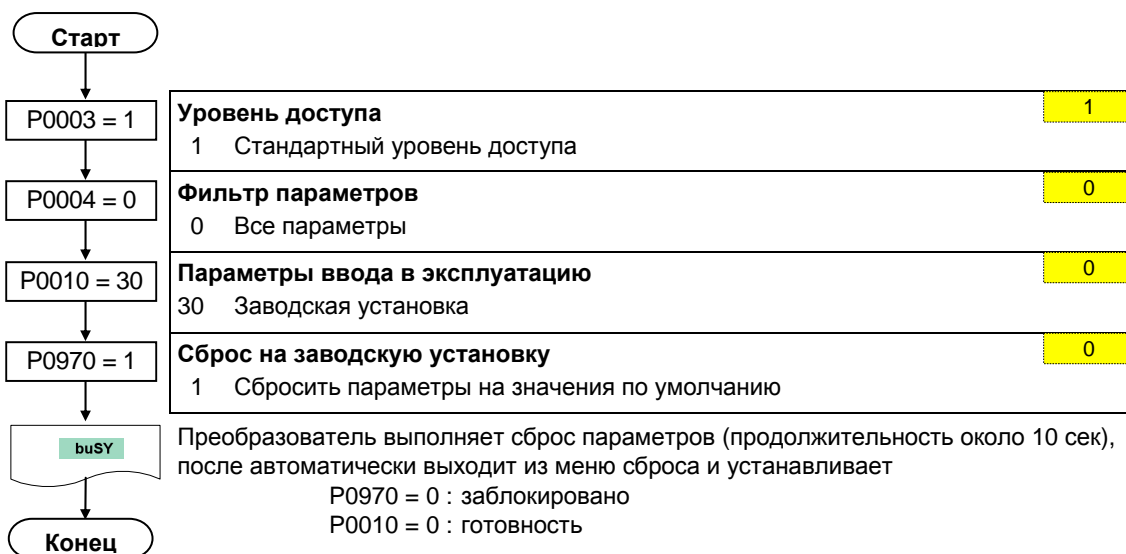 Старт
P0003 = 1
Уровень доступа 1
1 Стандартный уровень доступа
P0004 = 0
Фильтр параметров 0
0 Все параметры
P0010 = 30
Параметры ввода в эксплуатацию 0
30 Заводская установка
P0970 = 1
Сброс на заводскую установку 0
1 Сбросить параметры на значения по умолчанию
buSY
Преобразователь выполняет сброс параметров (продолжительность около 10 сек),
после автоматически выходит из меню сброса и устанавливает
P0970 = 0 : заблокировано
P0010 = 0 : готовность
Конец